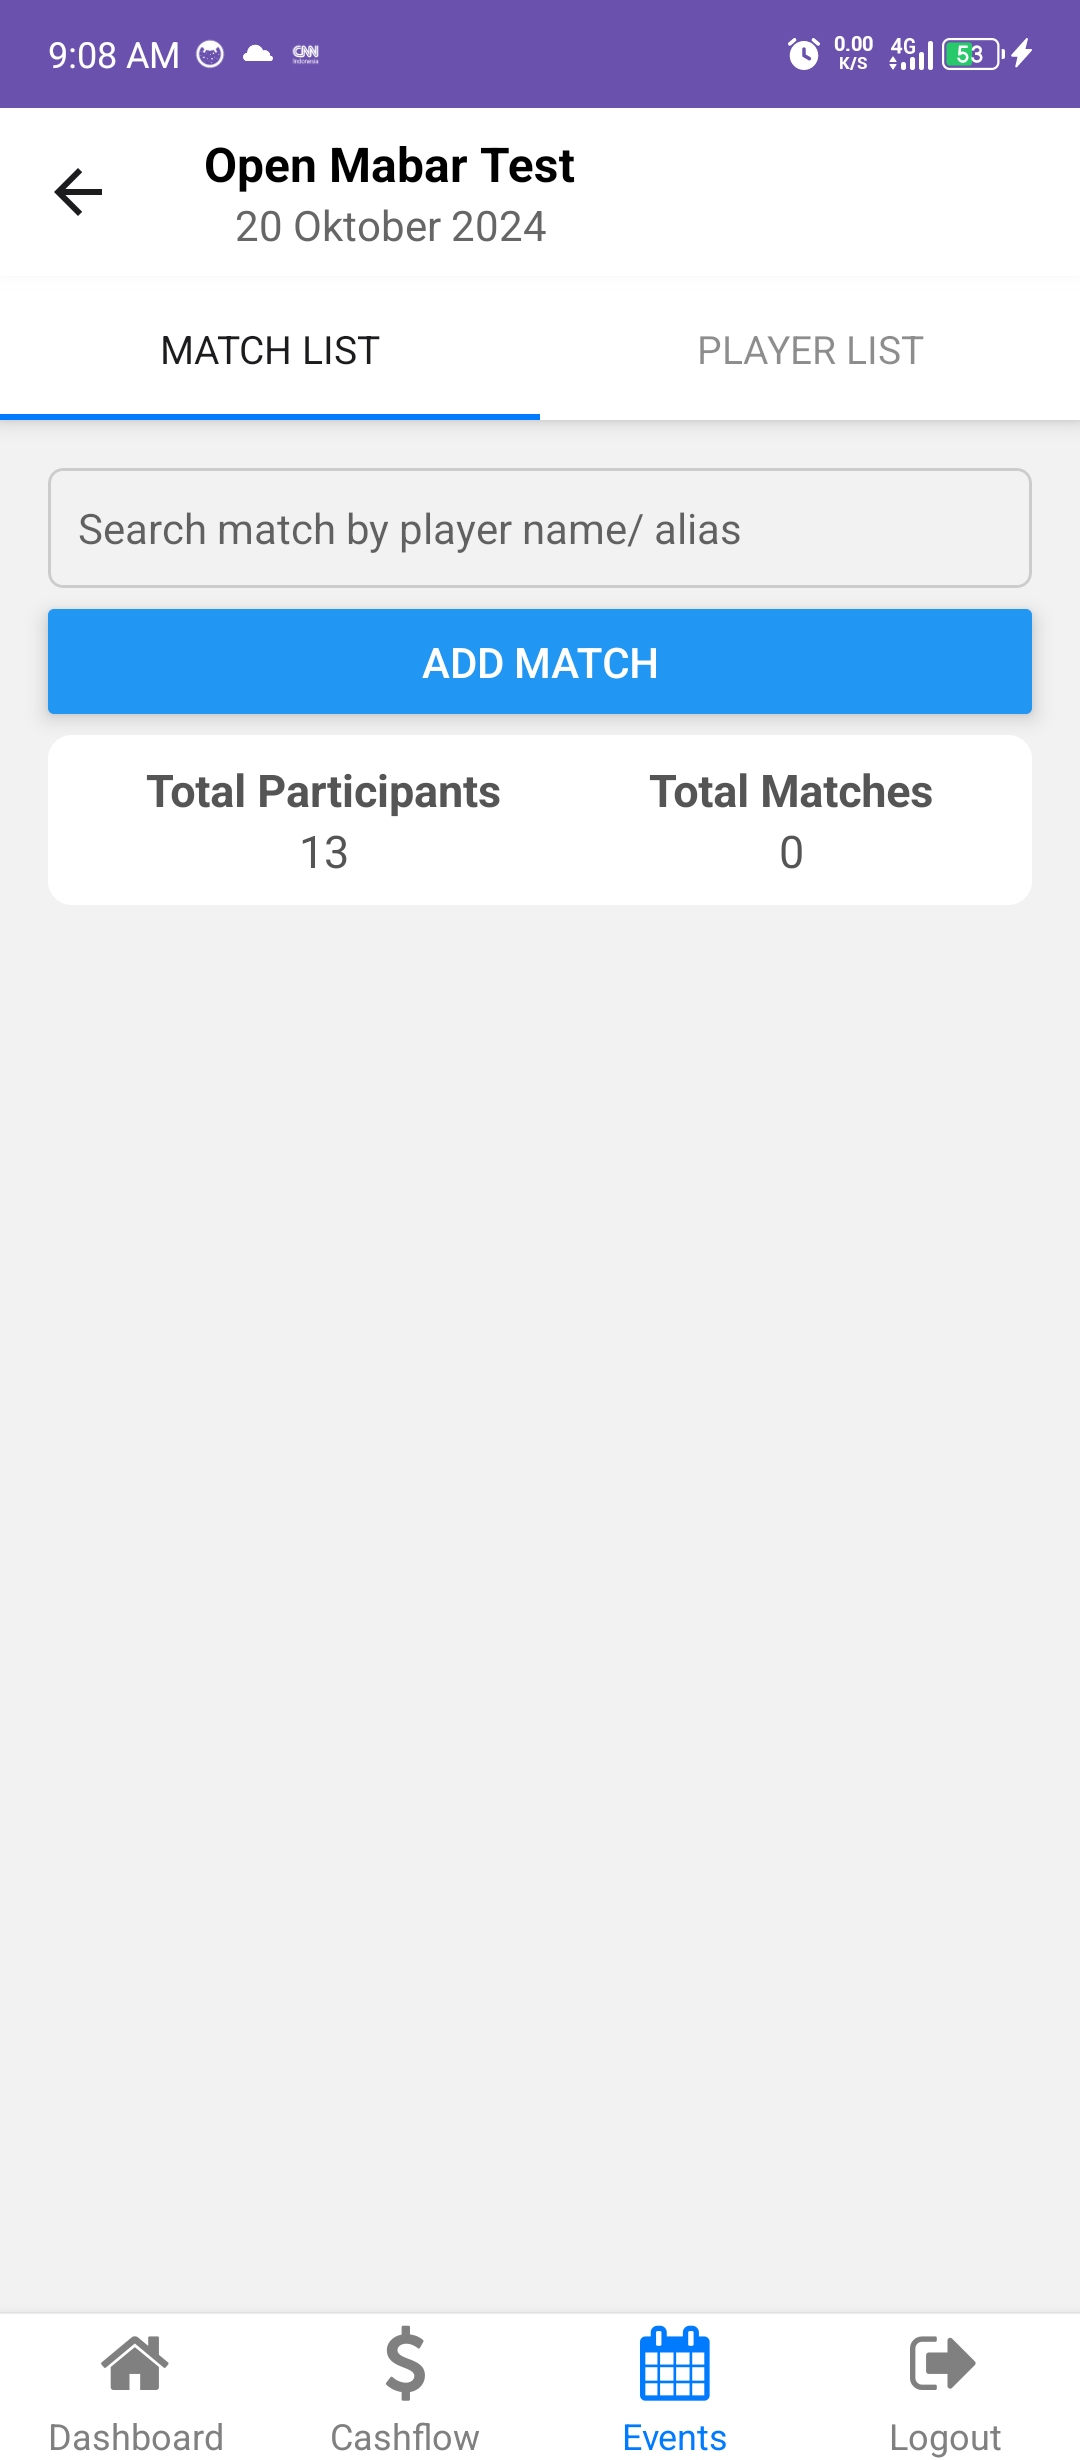 9:08 AM
CNN
Indonesia
0.00
K/S
4G
53
Open Mabar Test
20 Oktober 2024
MATCH LIST
PLAYER LIST
Search match by player name/ alias
ADD MATCH
Total Participants
Total Matches
13
0
Dashboard
Cashflow
Events
Logout